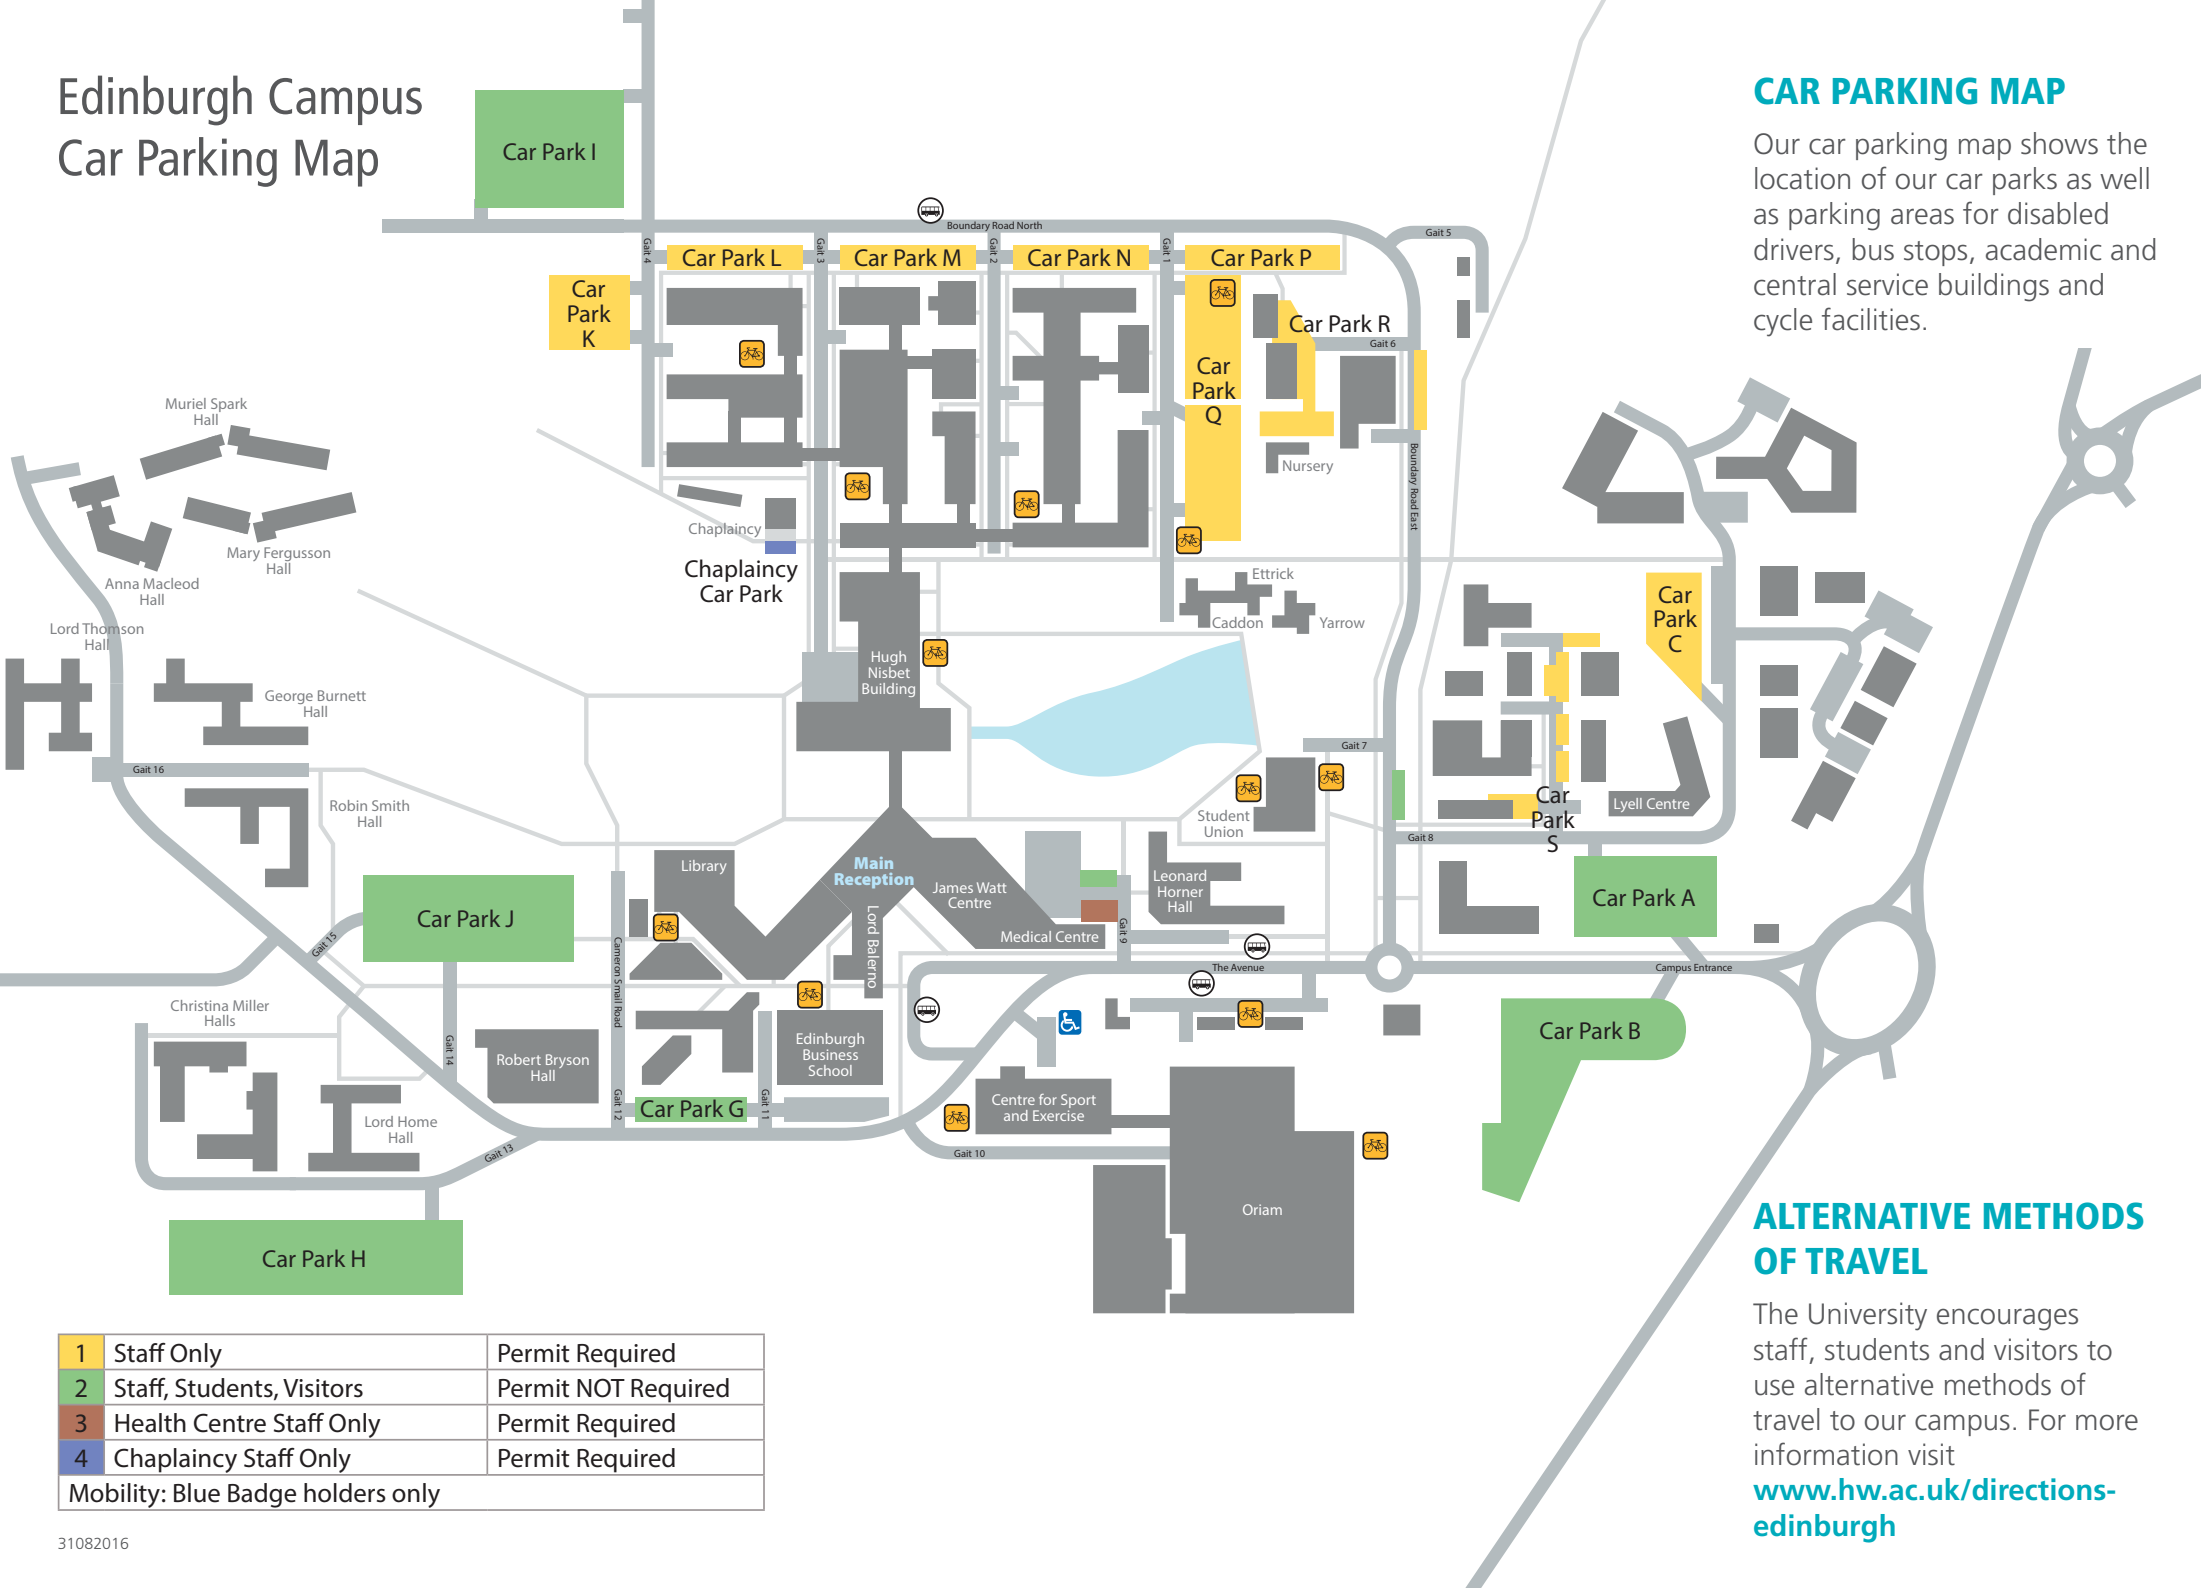 Edinburgh Campus
Car Parking Map
CAR PARKING MAP
Our car parking map shows the
location of our car parks as well
as parking areas for disabled
drivers, bus stops, academic and
central service buildings and
cycle facilities.
Car Park I
Boundary Road North
Gait 5
Gait 4
Car Park L
Gait 3
Car Park M
Gait 2
Car Park N
Gait 1
Car Park P
Car
Park
K
Car Park R
Gait 6
Car
Park
Q
Boundary Road East
Nursery
Muriel Spark
Hall
Mary Fergusson
Hall
Anna Macleod
Hall
Lord Thomson
Hall
George Burnett
Hall
Gait 16
Robin Smith
Hall
Chaplaincy
Chaplaincy
Car Park
Ettrick
Caddon
Yarrow
Hugh
Nisbet
Building
Car
Park
C
Gait 7
Student
Union
Car
Park
S
Lyell Centre
Gait 8
Library
Main
Reception
James Watt
Centre
Lord Balerno
Medical Centre
Leonard
Horner
Hall
Gait 9
Car Park A
Car Park J
Gait 15
Cameron Smail Road
The Avenue
Campus Entrance
Christina Miller
Halls
Gait 14
Robert Bryson
Hall
Edinburgh
Business
School
Car Park B
Gait 12
Car Park G
Gait 11
Centre for Sport
and Exercise
Lord Home
Hall
Gait 13
Gait 10
Oriam
Car Park H
ALTERNATIVE METHODS
OF TRAVEL
The University encourages
staff, students and visitors to
use alternative methods of
travel to our campus. For more
information visit
www.hw.ac.uk/directions-
edinburgh
1 Staff Only Permit Required
2 Staff, Students, Visitors Permit NOT Required
3 Health Centre Staff Only Permit Required
4 Chaplaincy Staff Only Permit Required
Mobility: Blue Badge holders only
31082016